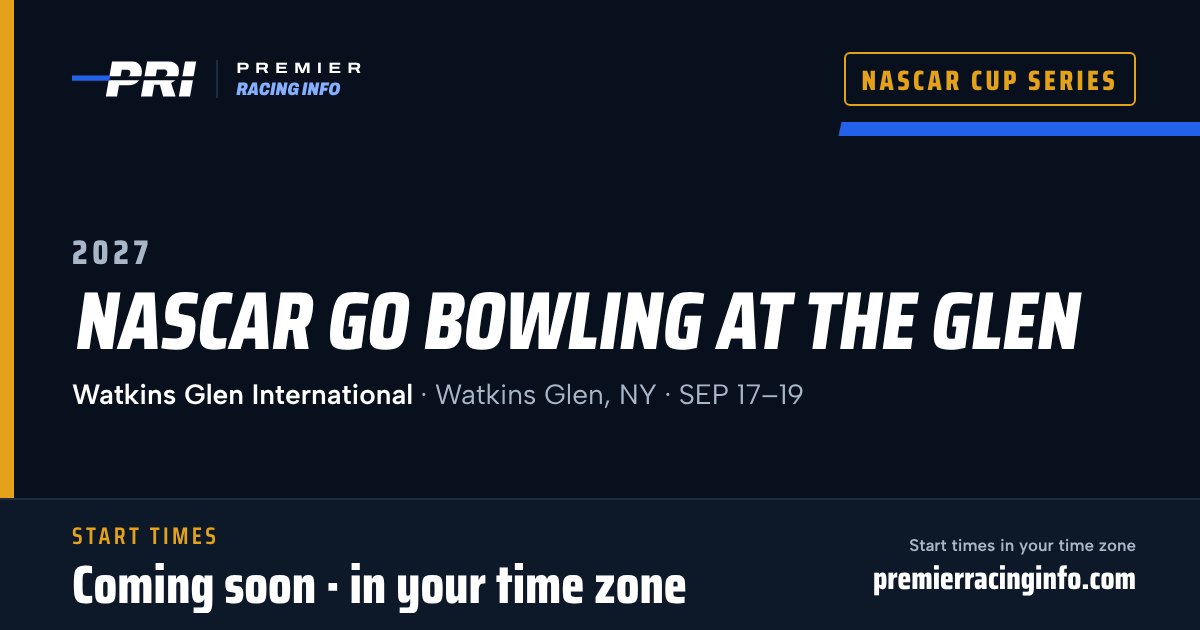 PRI PREMIER
RACING INFO
NASCAR CUP SERIES
2027
NASCAR GO BOWLING AT THE GLEN
Watkins Glen International · Watkins Glen, NY · SEP 17–19
START TIMES
Coming soon · in your time zone
Start times in your time zone
premierracinginfo.com